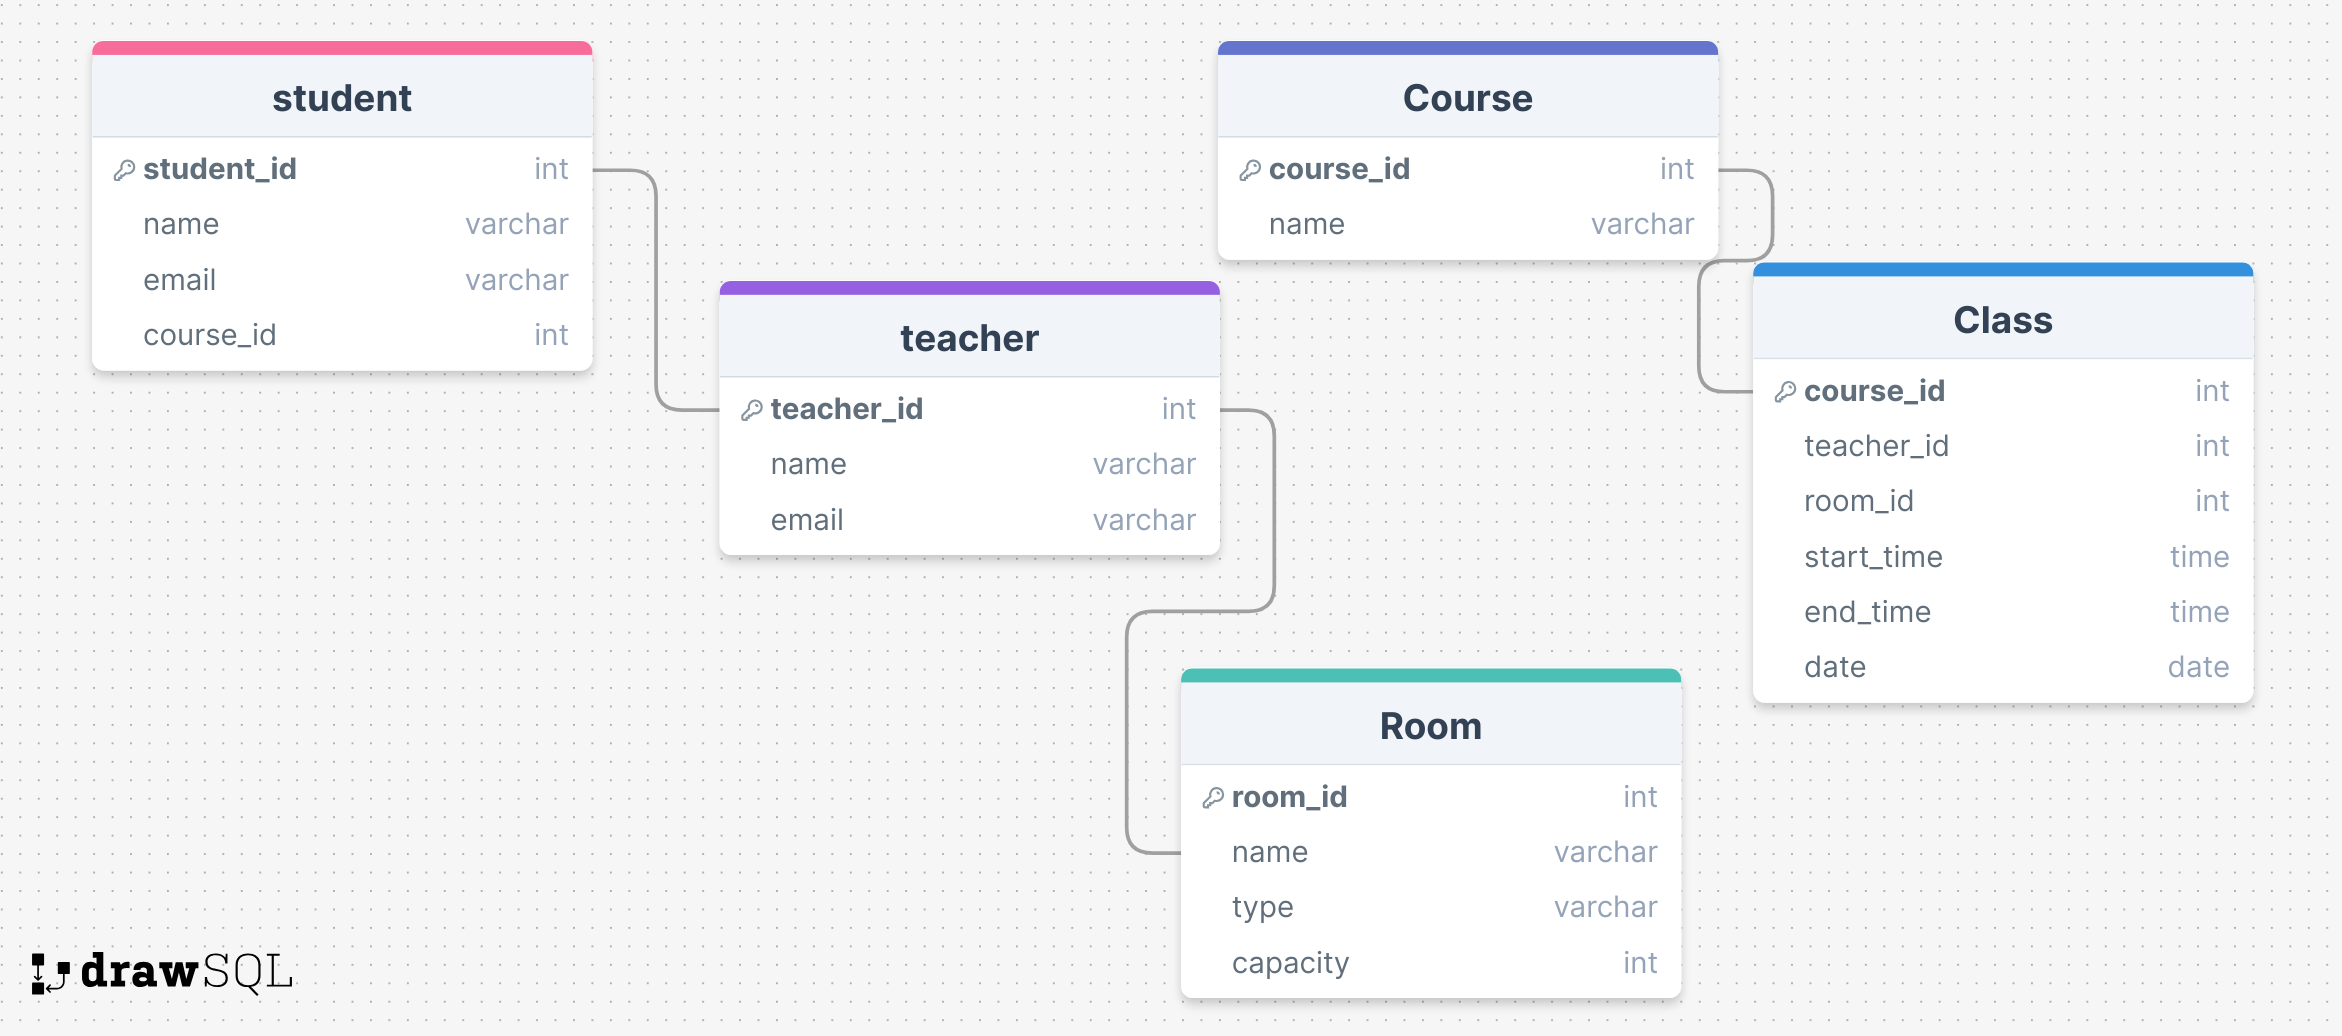 student
student_id int
name varchar
email varchar
course_id int
teacher
teacher_id int
name varchar
email varchar
Course
course_id int
name varchar
Class
course_id int
teacher_id int
room_id int
start_time time
end_time time
date date
Room
room_id int
name varchar
type varchar
capacity int
drawSQL